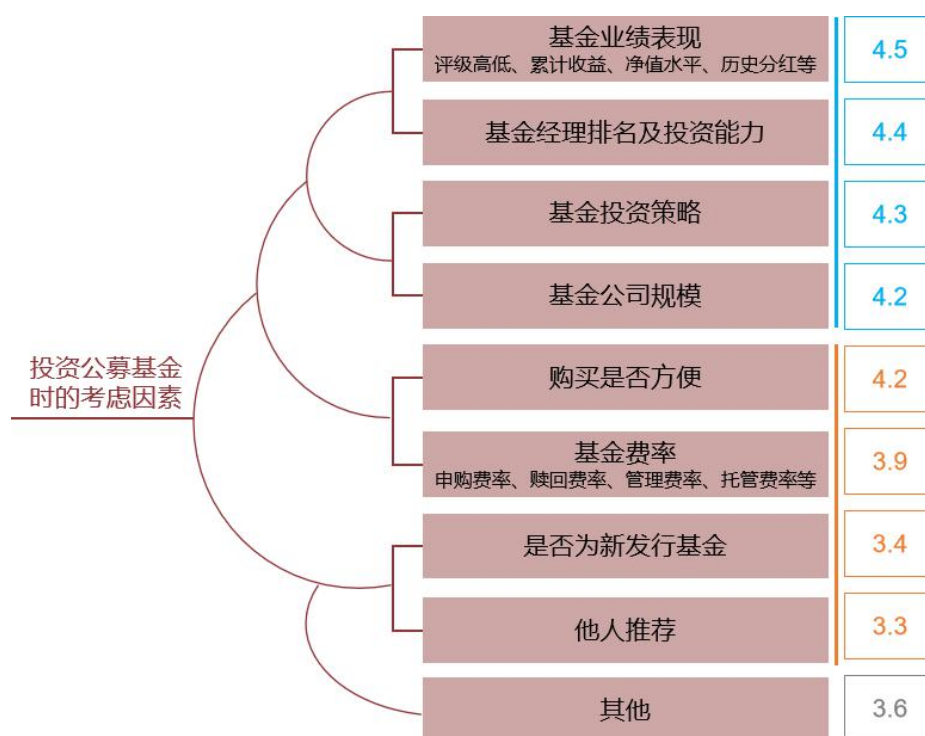 基金业绩表现
评级高低、累计收益、净值水平、历史分红等
4.5
基金经理排名及投资能力
4.4
基金投资策略
4.3
基金公司规模
4.2
投资公募基金
时的考虑因素
购买是否方便
4.2
基金费率
申购费率、赎回费率、管理费率、托管费率等
3.9
是否为新发行基金
3.4
他人推荐
3.3
其他
3.6